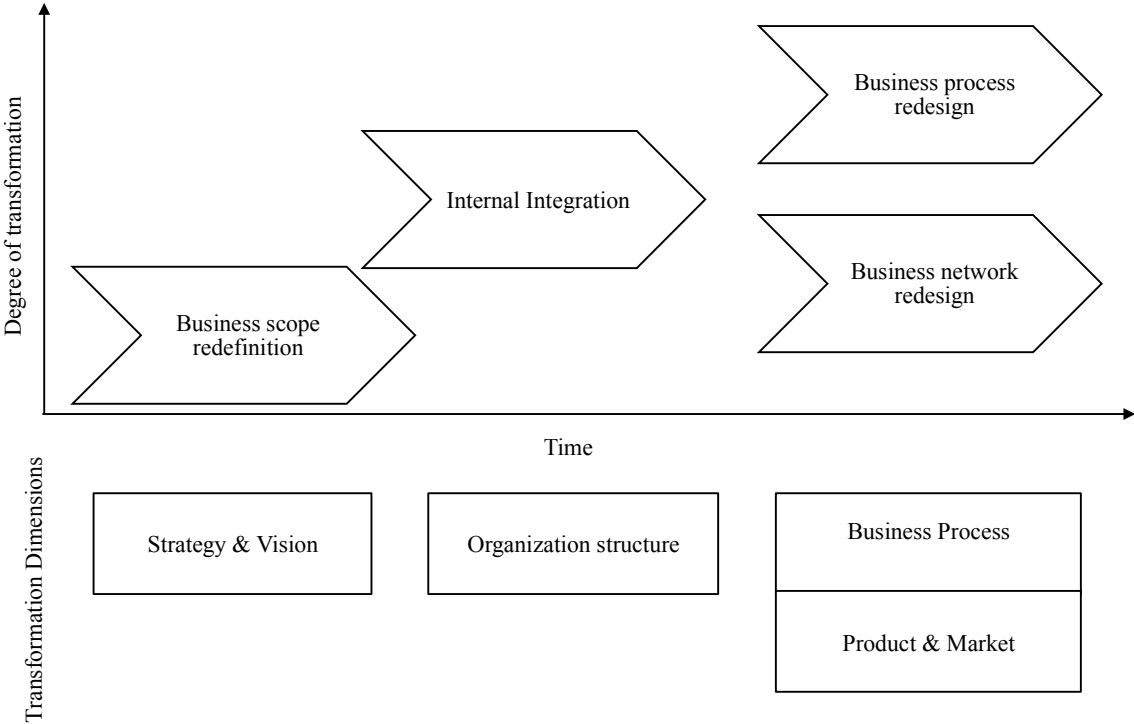 Degree of transformation
Business process
redesign
Internal Integration
Business network
redesign
Business scope
redefinition
Time
Transformation Dimensions
Strategy & Vision
Organization structure
Business Process
Product & Market